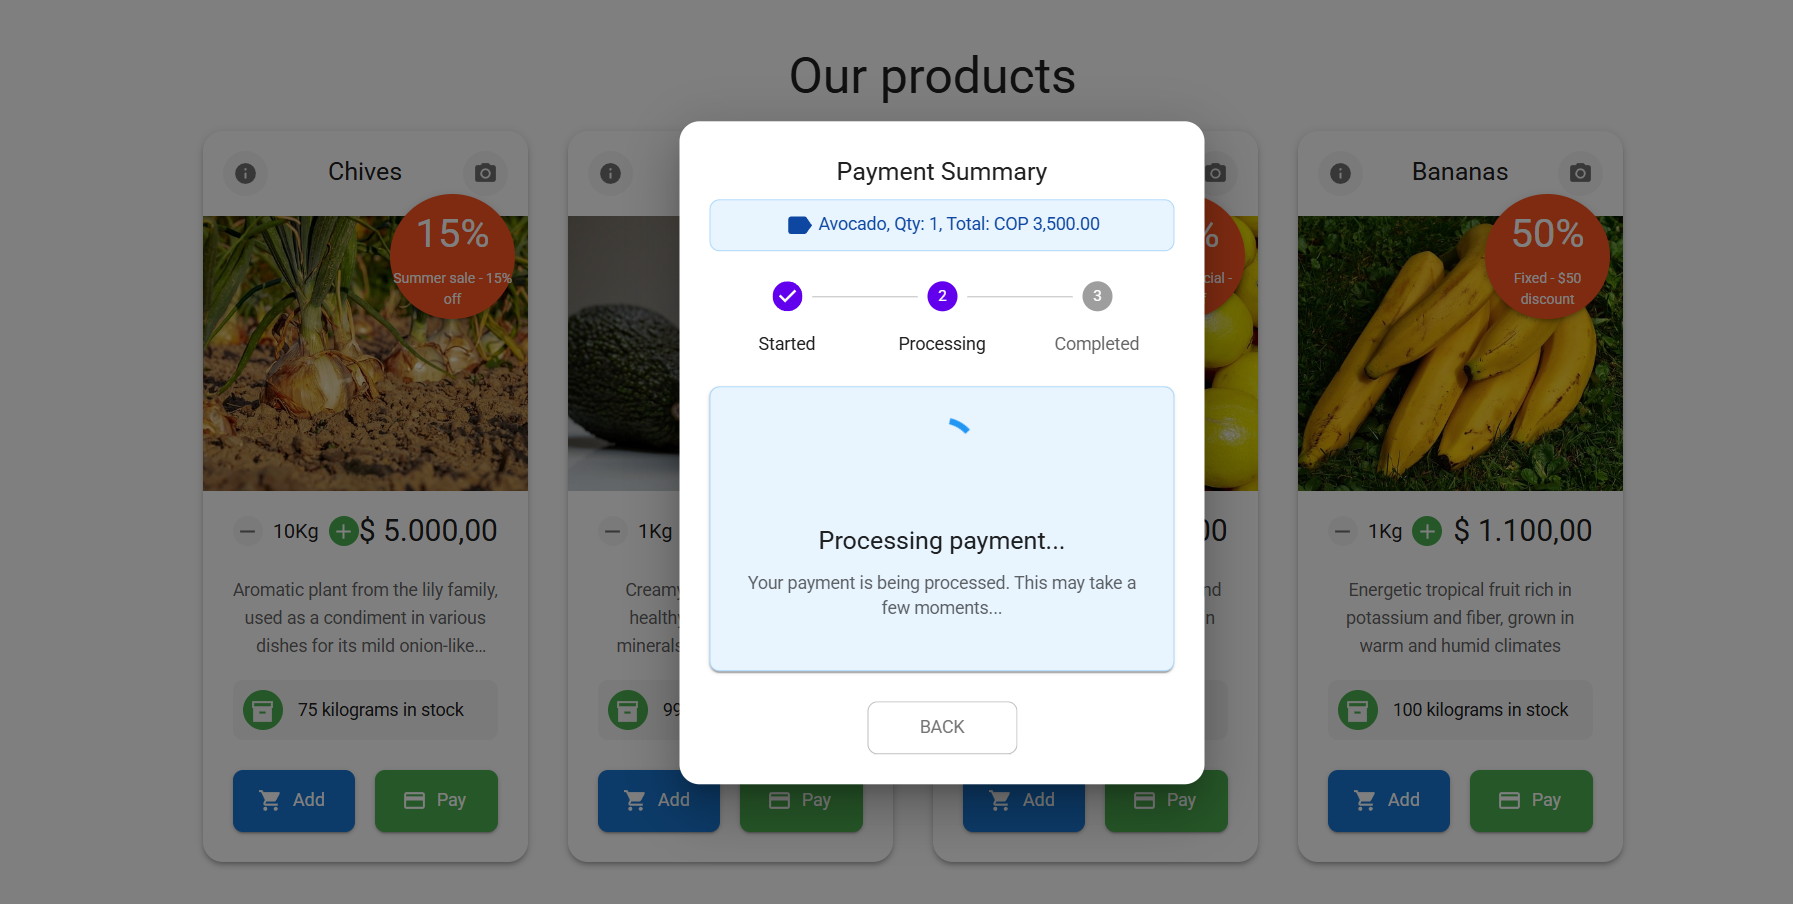 Our products
Chives
15%
Summer sale - 15%
off
10Kg
$ 5.000,00
Aromatic plant from the lily family,
used as a condiment in various
dishes for its mild onion-like...
75 kilograms in stock
Add
Pay
1Kg
Creamy
healthy
minerals
99
Add
Pay
Payment Summary
Avocado, Qty: 1, Total: COP 3,500.00
2
3
Started
Processing
Completed
Processing payment...
Your payment is being processed. This may take a
few moments...
BACK
%
cial -
00
nd
n
Add
Pay
Bananas
50%
Fixed - $50
discount
1Kg
$ 1.100,00
Energetic tropical fruit rich in
potassium and fiber, grown in
warm and humid climates
100 kilograms in stock
Add
Pay